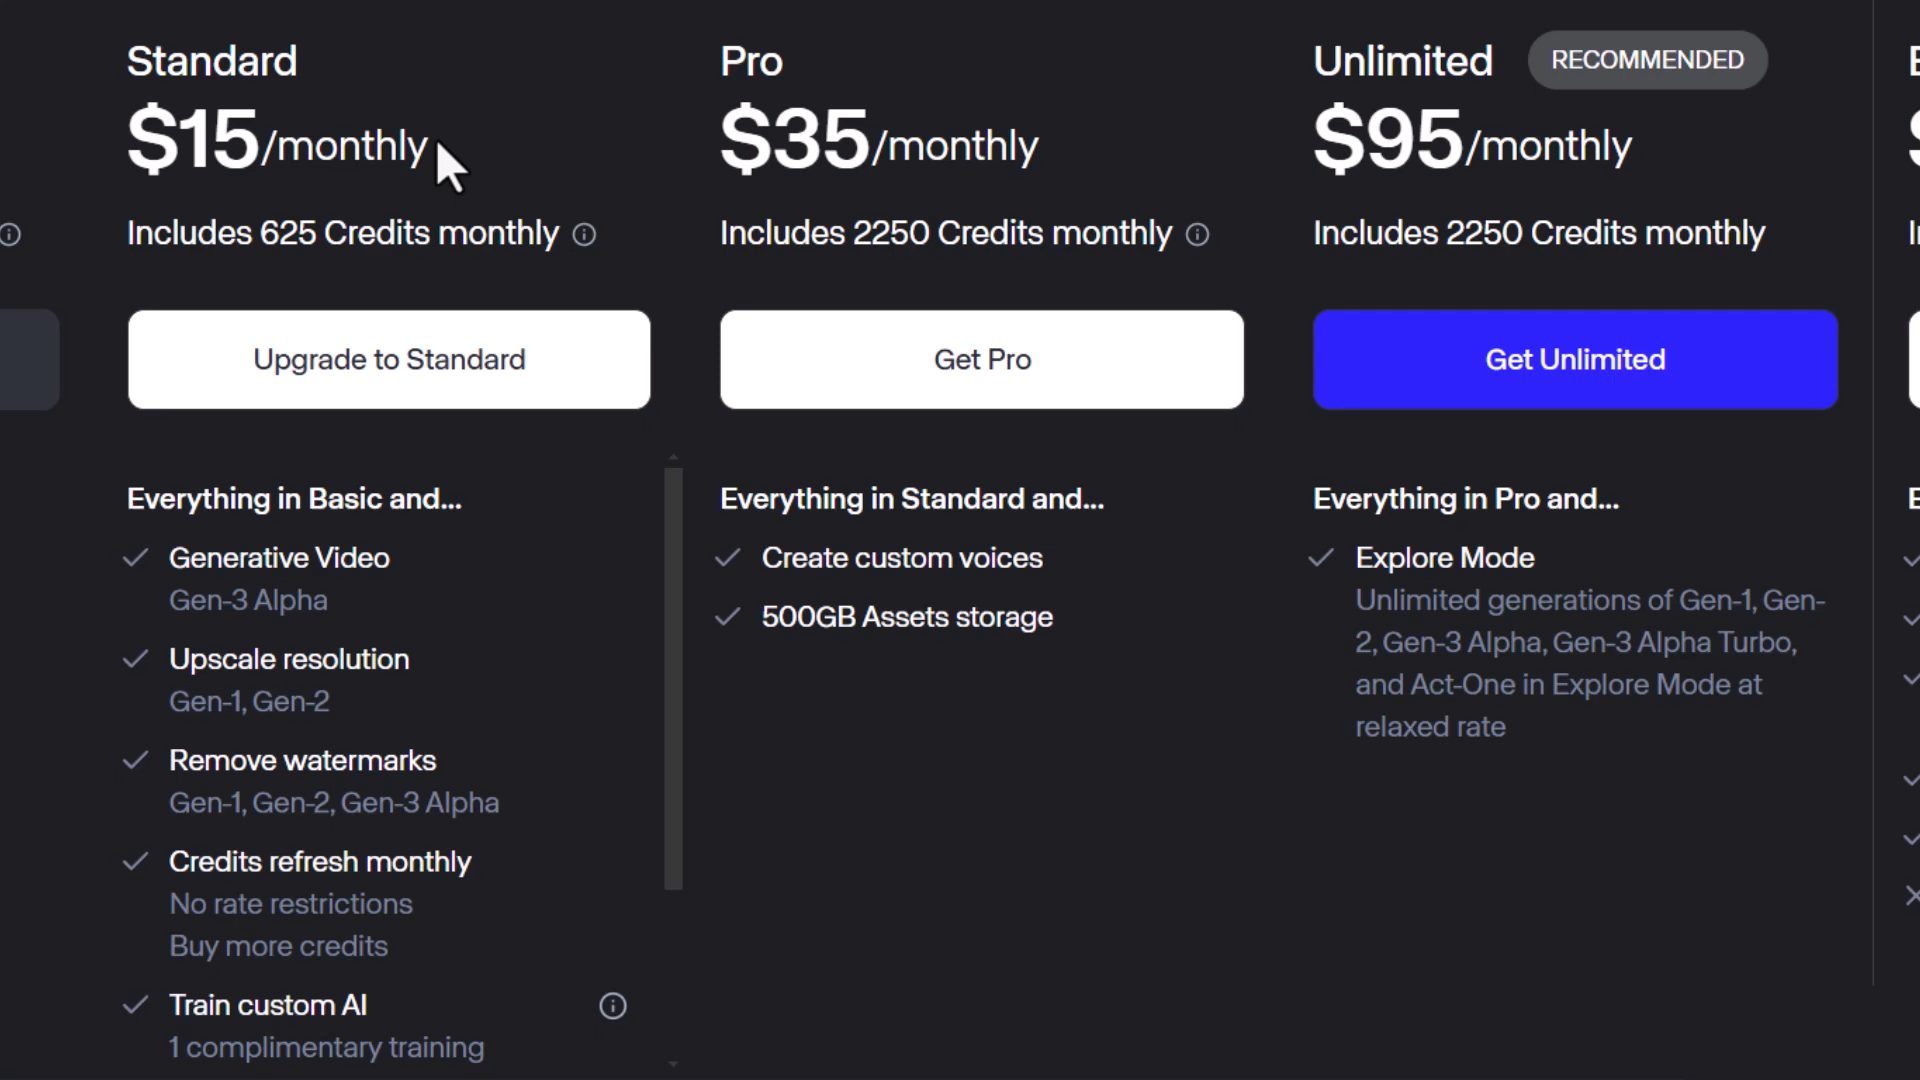 Standard
$15/monthly
Includes 625 Credits monthly
Upgrade to Standard
Everything in Basic and...
Generative Video
Gen-3 Alpha
Upscale resolution
Gen-1, Gen-2
Remove watermarks
Gen-1, Gen-2, Gen-3 Alpha
Credits refresh monthly
No rate restrictions
Buy more credits
Train custom AI
1 complimentary training
Pro
$35/monthly
Includes 2250 Credits monthly
Get Pro
Everything in Standard and...
Create custom voices
500GB Assets storage
Unlimited RECOMMENDED
$95/monthly
Includes 2250 Credits monthly
Get Unlimited
Everything in Pro and...
Explore Mode
Unlimited generations of Gen-1, Gen-
2, Gen-3 Alpha, Gen-3 Alpha Turbo,
and Act-One in Explore Mode at
relaxed rate